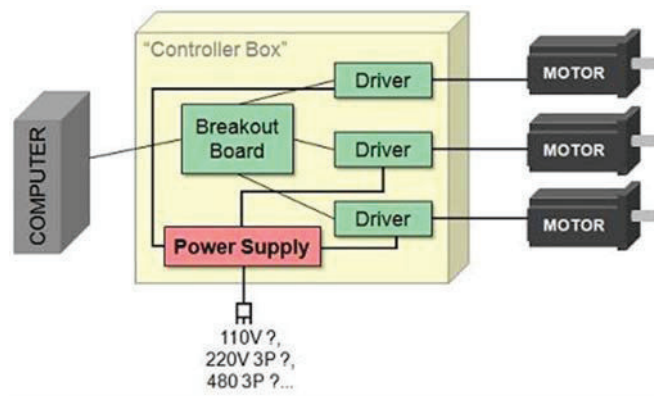 "Controller Box"
Driver
MOTOR
COMPUTER
Breakout
Board
Driver
MOTOR
Driver
MOTOR
Power Supply
110V ?,
220V 3P ?,
480 3P ?...